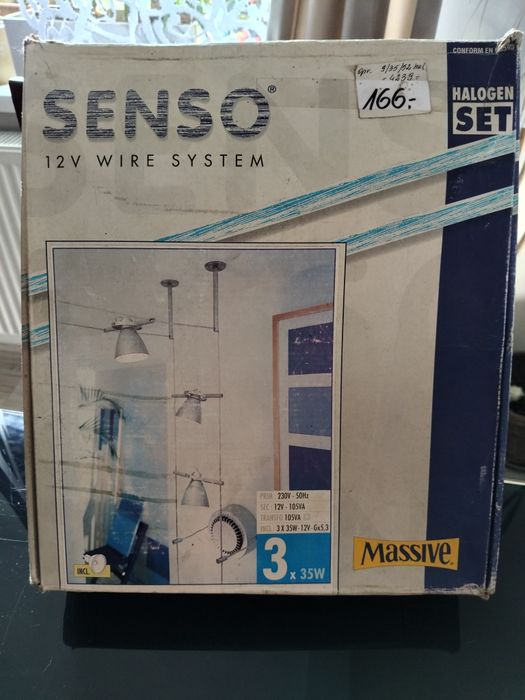 CONFORM EN
SENSO®
12V WIRE SYSTEM
166.-
HALOGEN
SET
PRIM. 230V - 50Hz
SEC. 12V - 105VA
TRANSFO 105VA
INCL. 3 X 35W-12V-Gx5,3
3 x 35W
INCL.
MASSIVE